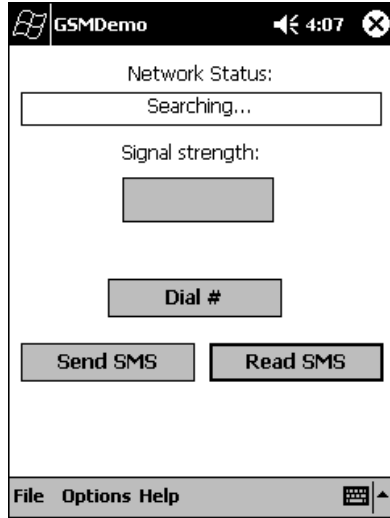 GSMDemo 4:07
Network Status:
Searching...
Signal strength:
Dial #
Send SMS Read SMS
File Options Help